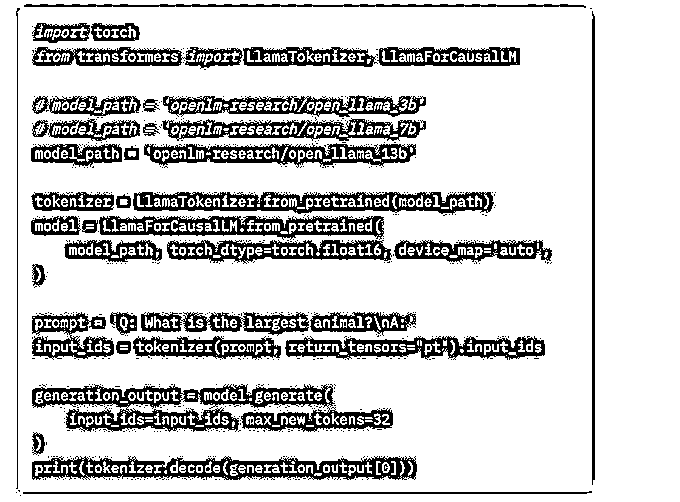 import torch
from transformers import LlamaTokenizer, LlamaForCausalLM
# model_path = 'openlm-research/open_llama_3b'
# model_path = 'openlm-research/open_llama_7b'
model_path = 'openlm-research/open_llama_13b'
tokenizer = LlamaTokenizer.from_pretrained(model_path)
model = LlamaForCausalLM.from_pretrained(
    model_path, torch_dtype=torch.float16, device_map='auto',
)
prompt = 'Q: What is the largest animal?\nA:'
input_ids = tokenizer(prompt, return_tensors="pt").input_ids
generation_output = model.generate(
    input_ids=input_ids, max_new_tokens=32
)
print(tokenizer.decode(generation_output[0]))